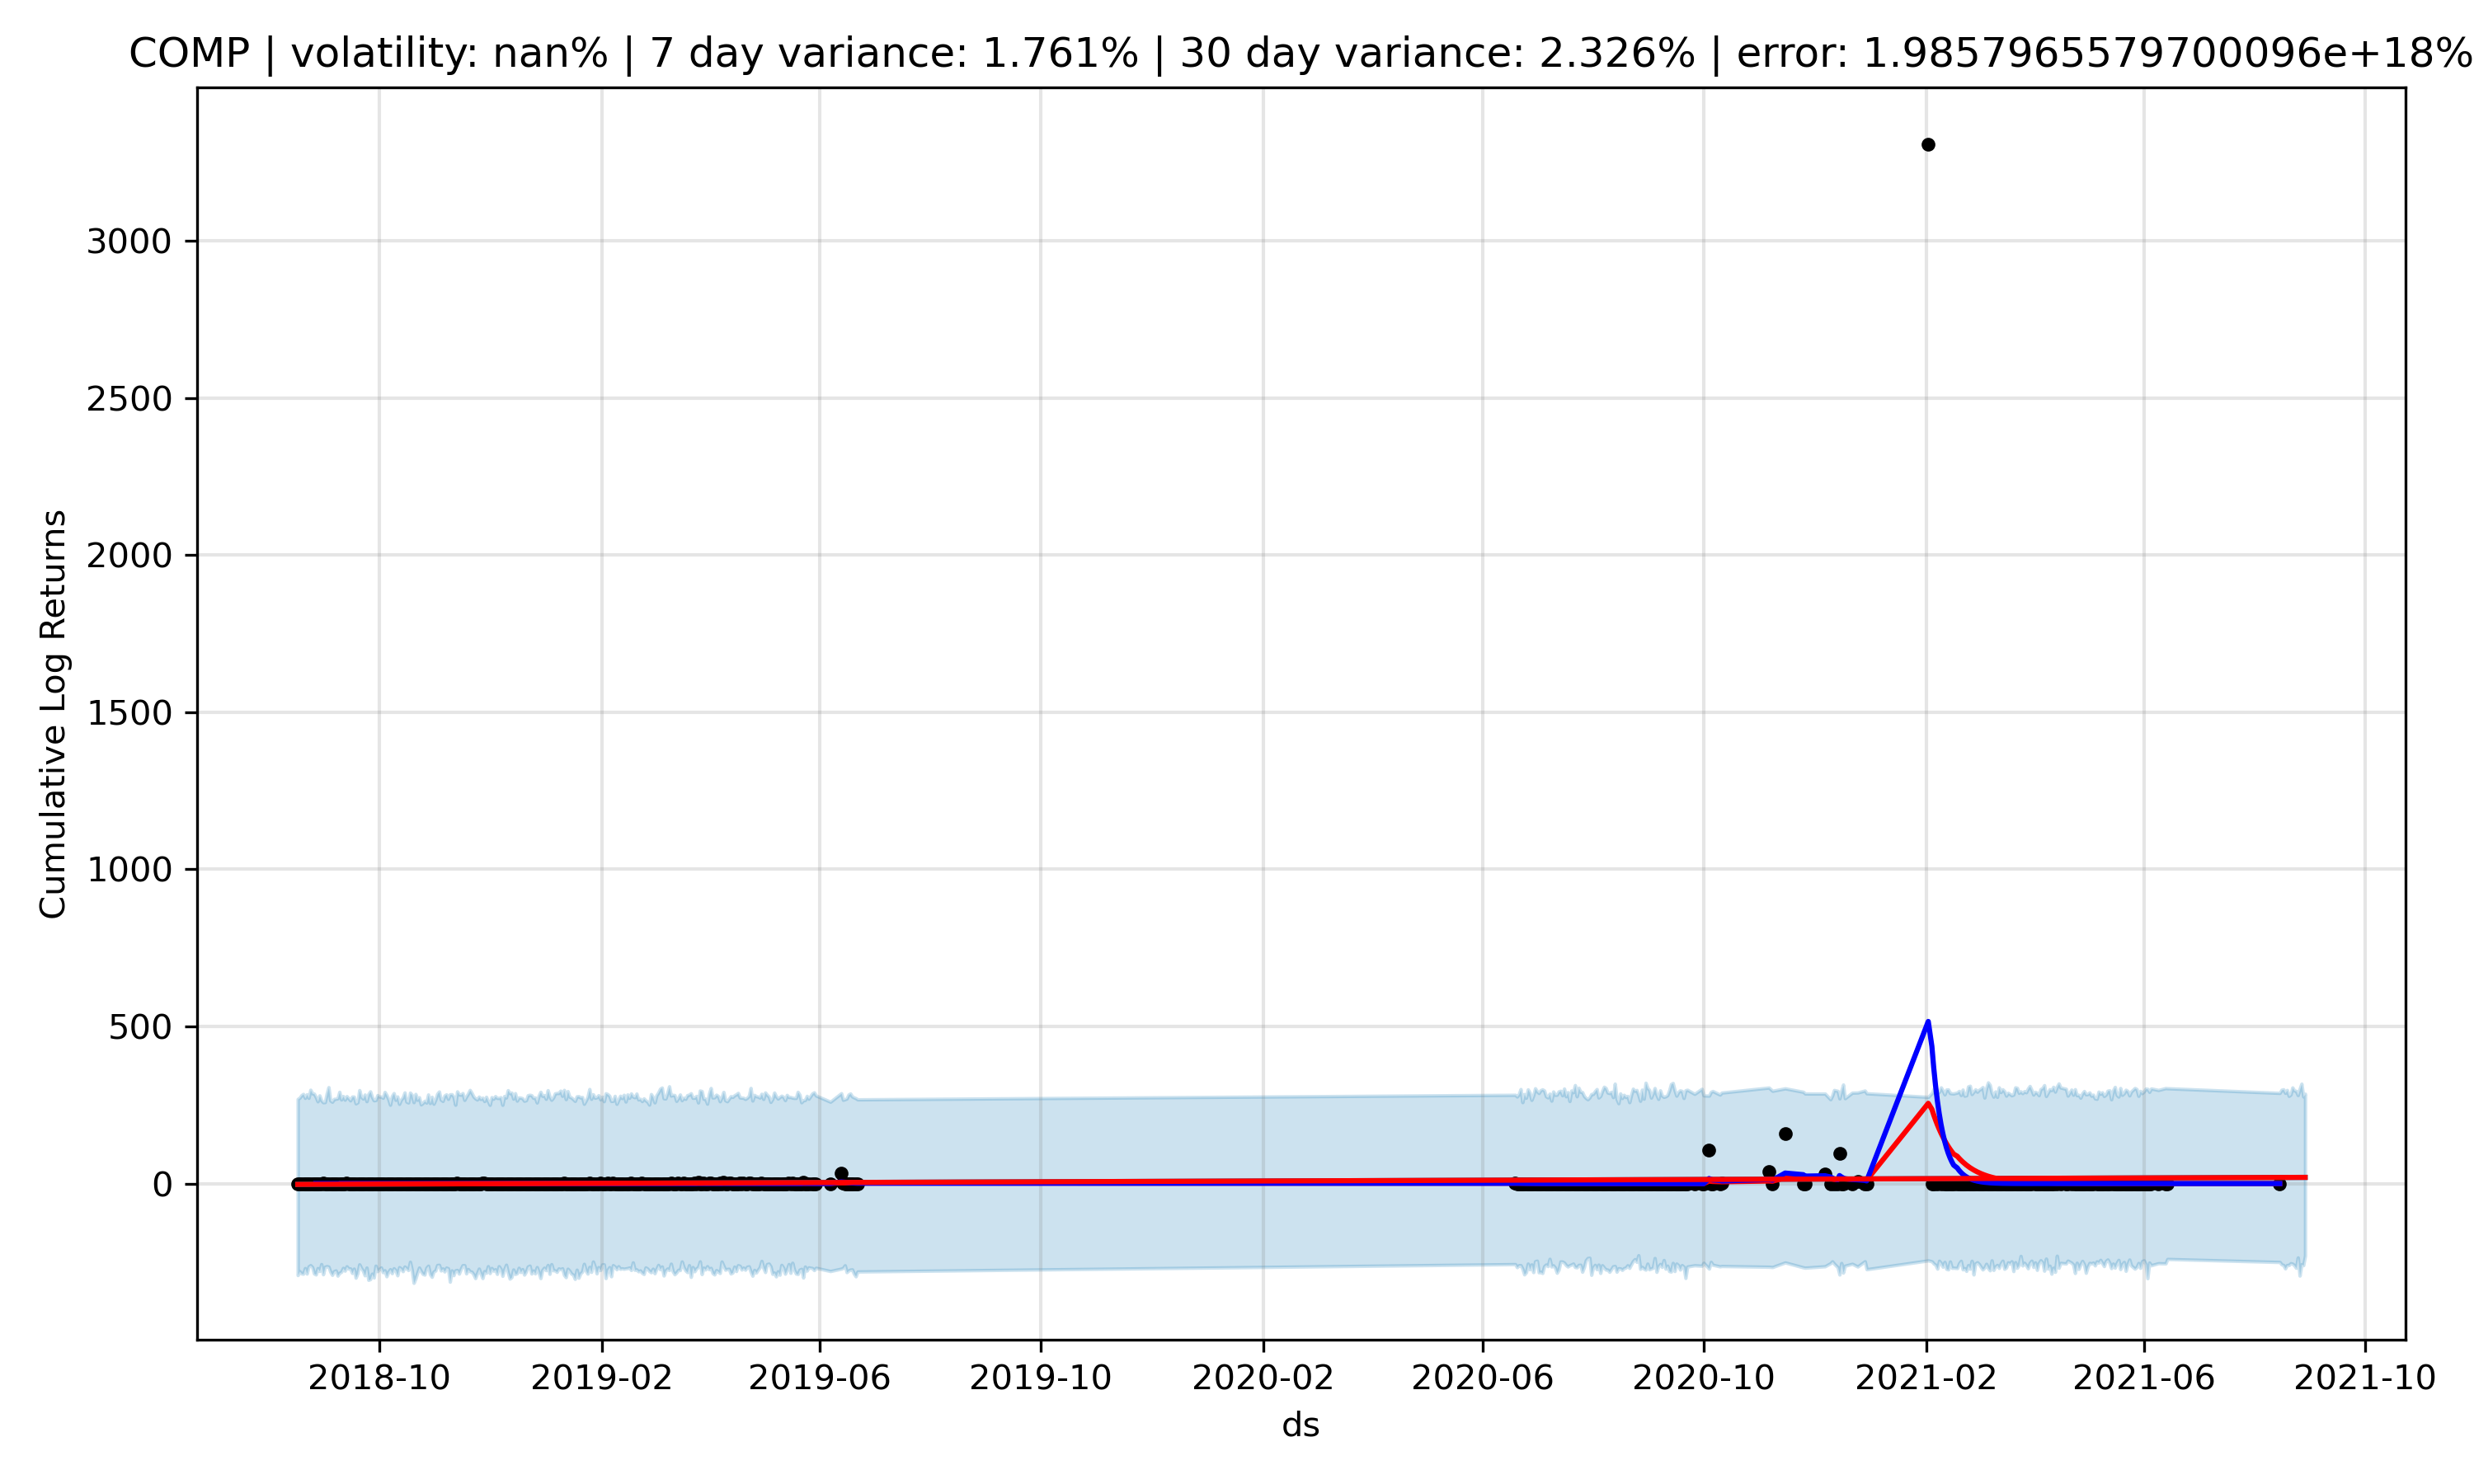 COMP | volatility: nan% | 7 day variance: 1.761% | 30 day variance: 2.326% | error: 1.9857965579700096e+18%
3000
2500
2000
1500
1000
500
0
Cumulative Log Returns
2018-10 2019-02 2019-06 2019-10 2020-02 2020-06 2020-10 2021-02 2021-06 2021-10
ds